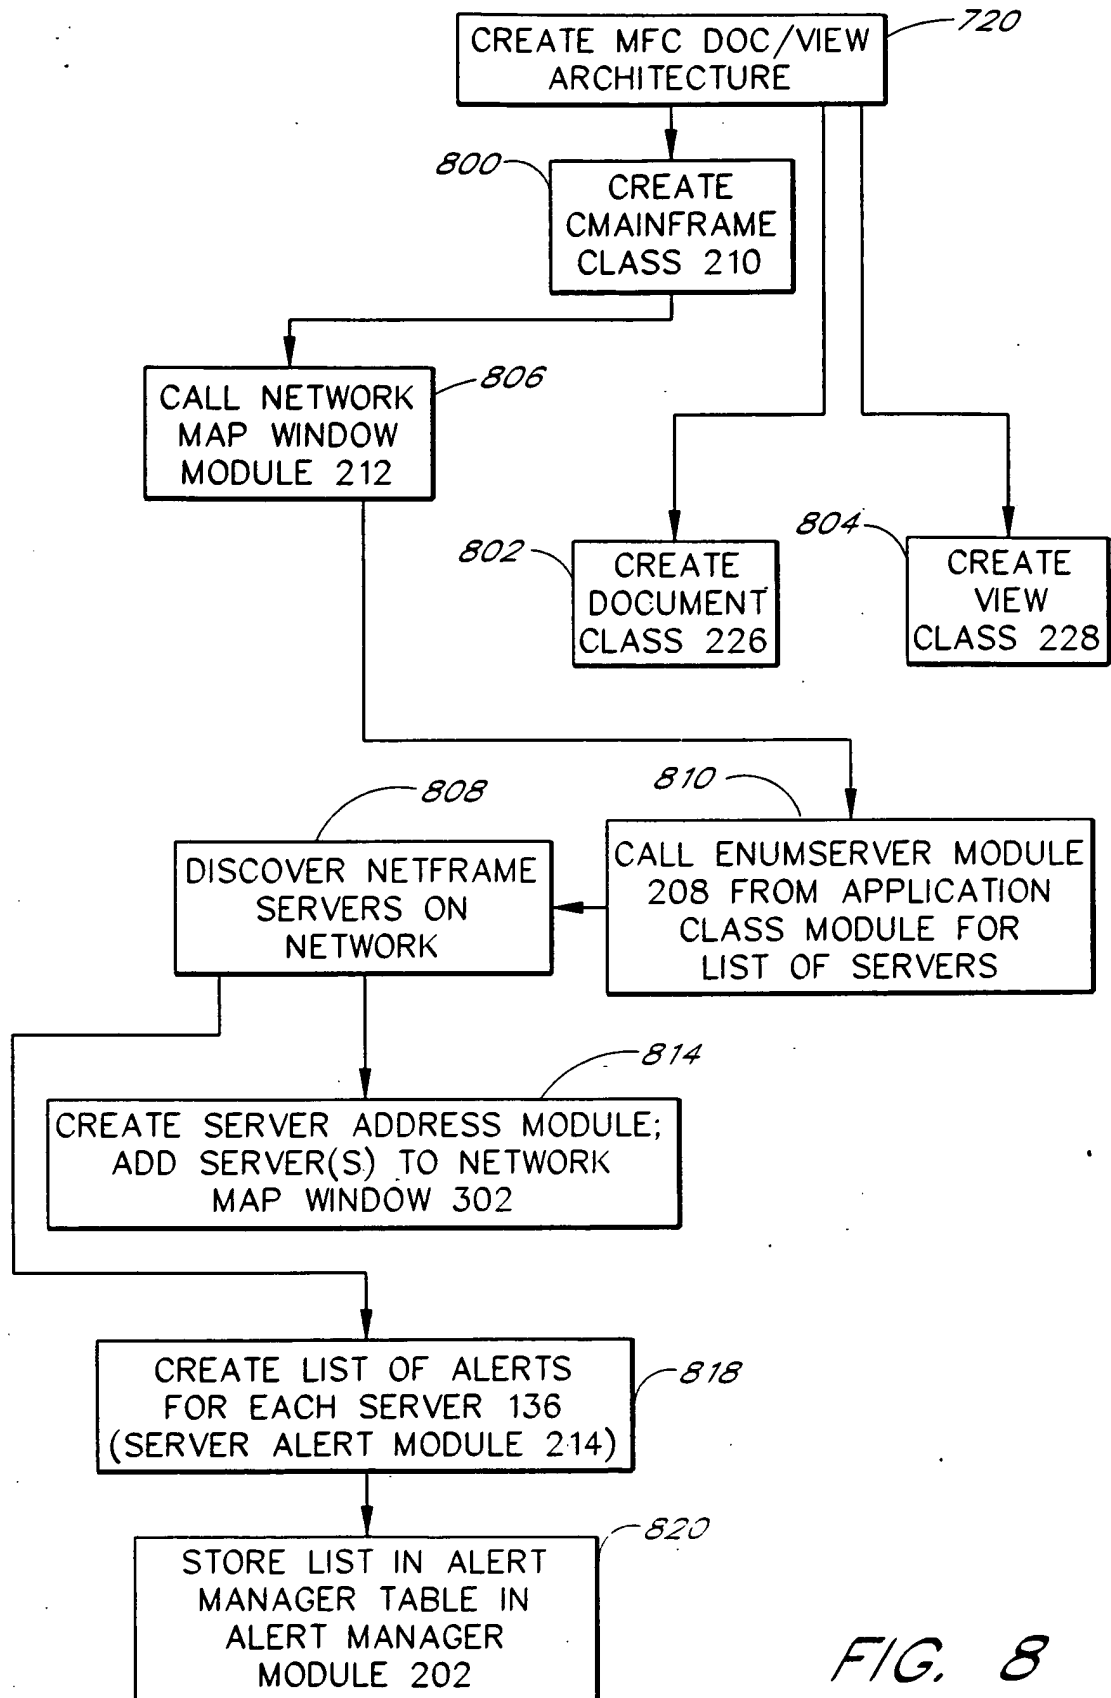 720
CREATE MFC DOC/VIEW
ARCHITECTURE
800
CREATE
CMAINFRAME
CLASS 210
806
CALL NETWORK
MAP WINDOW
MODULE 212
802
CREATE
DOCUMENT
CLASS 226
804
CREATE
VIEW
CLASS 228
810
CALL ENUMSERVER MODULE
208 FROM APPLICATION
CLASS MODULE FOR
LIST OF SERVERS
808
DISCOVER NETFRAME
SERVERS ON
NETWORK
814
CREATE SERVER ADDRESS MODULE;
ADD SERVER(S) TO NETWORK
MAP WINDOW 302
818
CREATE LIST OF ALERTS
FOR EACH SERVER 136
(SERVER ALERT MODULE 214)
820
STORE LIST IN ALERT
MANAGER TABLE IN
ALERT MANAGER
MODULE 202
FIG. 8